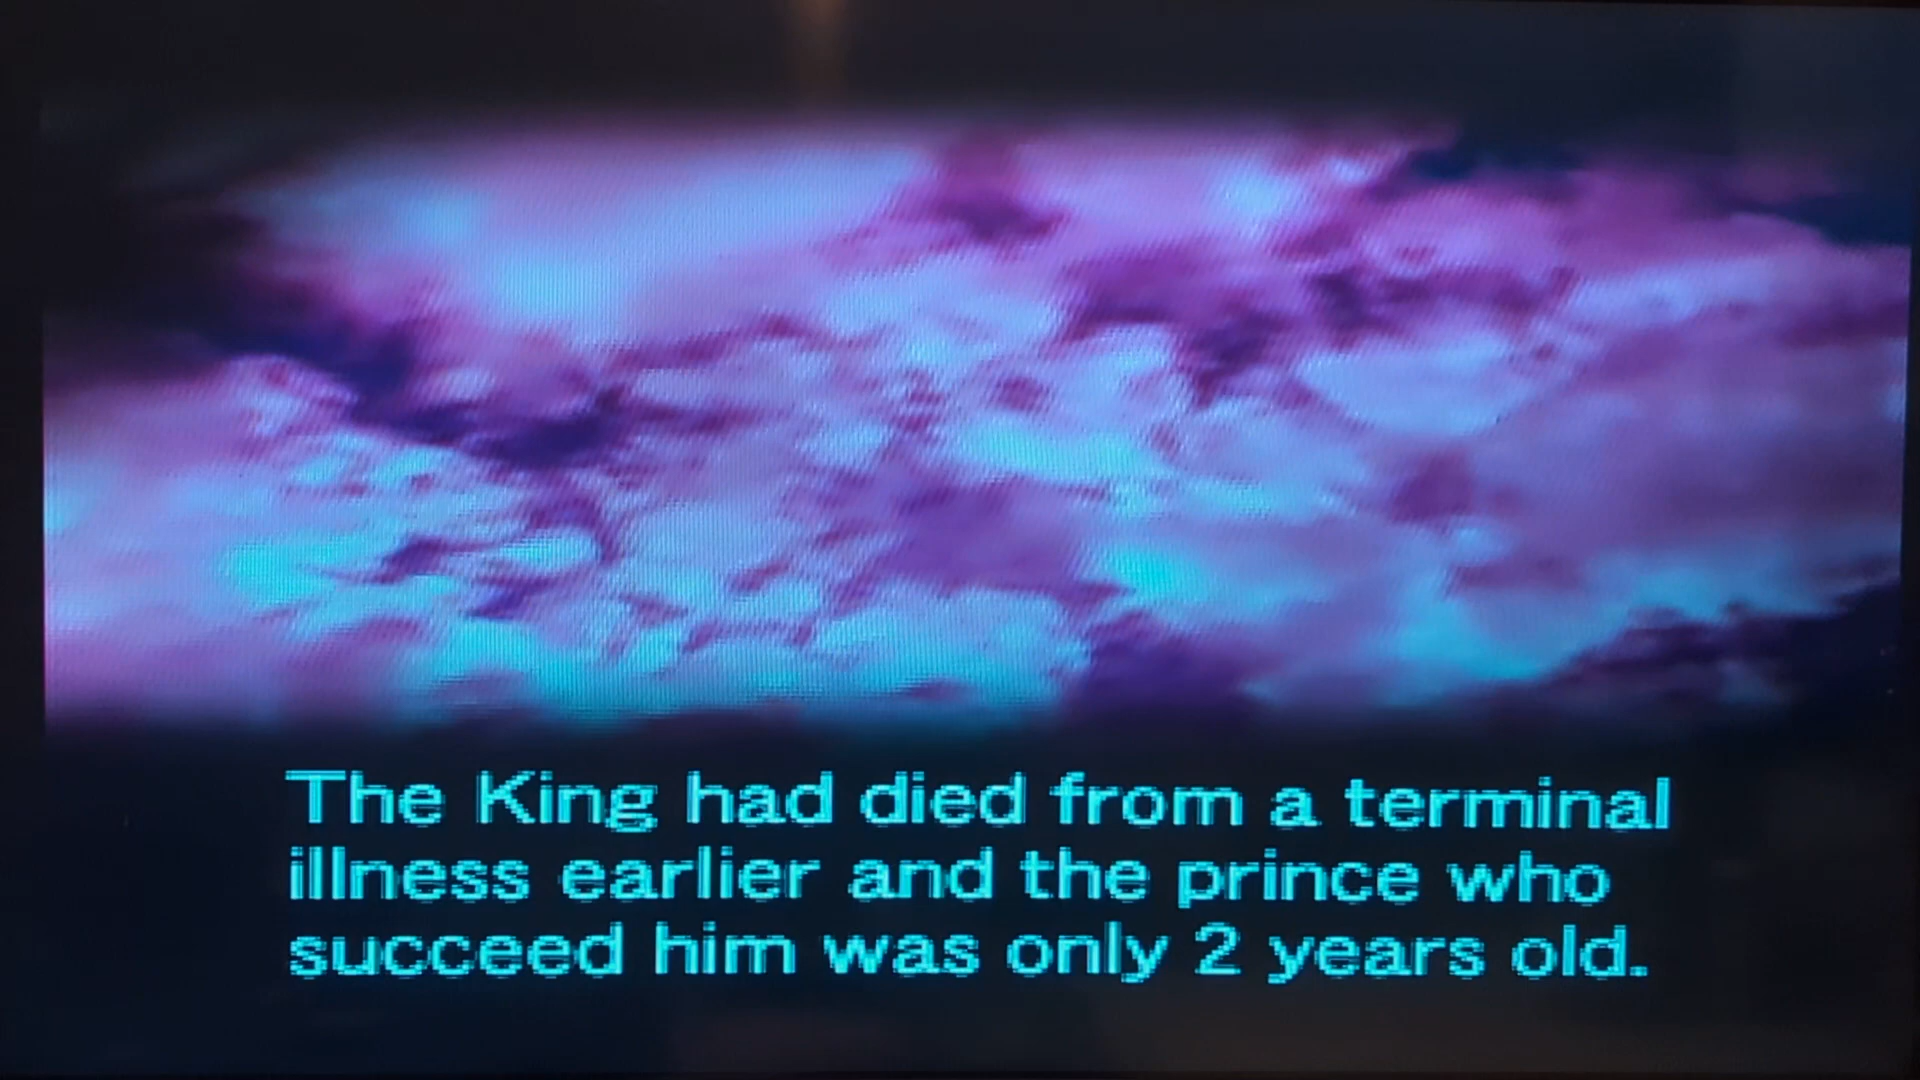 The King had died from a terminal
illness earlier and the prince who
succeed him was only 2 years old.